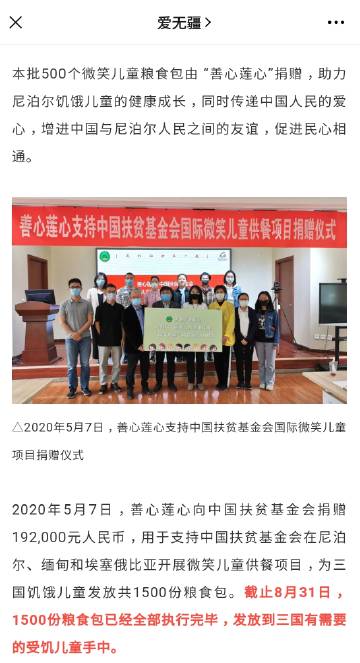 爱无疆
本批500个微笑儿童粮食包由“善心莲心”捐赠，助力
尼泊尔饥饿儿童的健康成长，同时传递中国人民的爱
心，增进中国与尼泊尔人民之间的友谊，促进民心相
通。
善心莲心支持中国扶贫基金会国际微笑儿童供餐项目捐赠仪式
△2020年5月7日，善心莲心支持中国扶贫基金会国际微笑儿童
项目捐赠仪式
2020年5月7日，善心莲心向中国扶贫基金会捐赠
192,000元人民币，用于支持中国扶贫基金会在尼泊
尔、缅甸和埃塞俄比亚开展微笑儿童供餐项目，为三
国饥饿儿童发放共1500份粮食包。截止8月31日，
1500份粮食包已经全部执行完毕，发放到三国有需要
的受饥儿童手中。